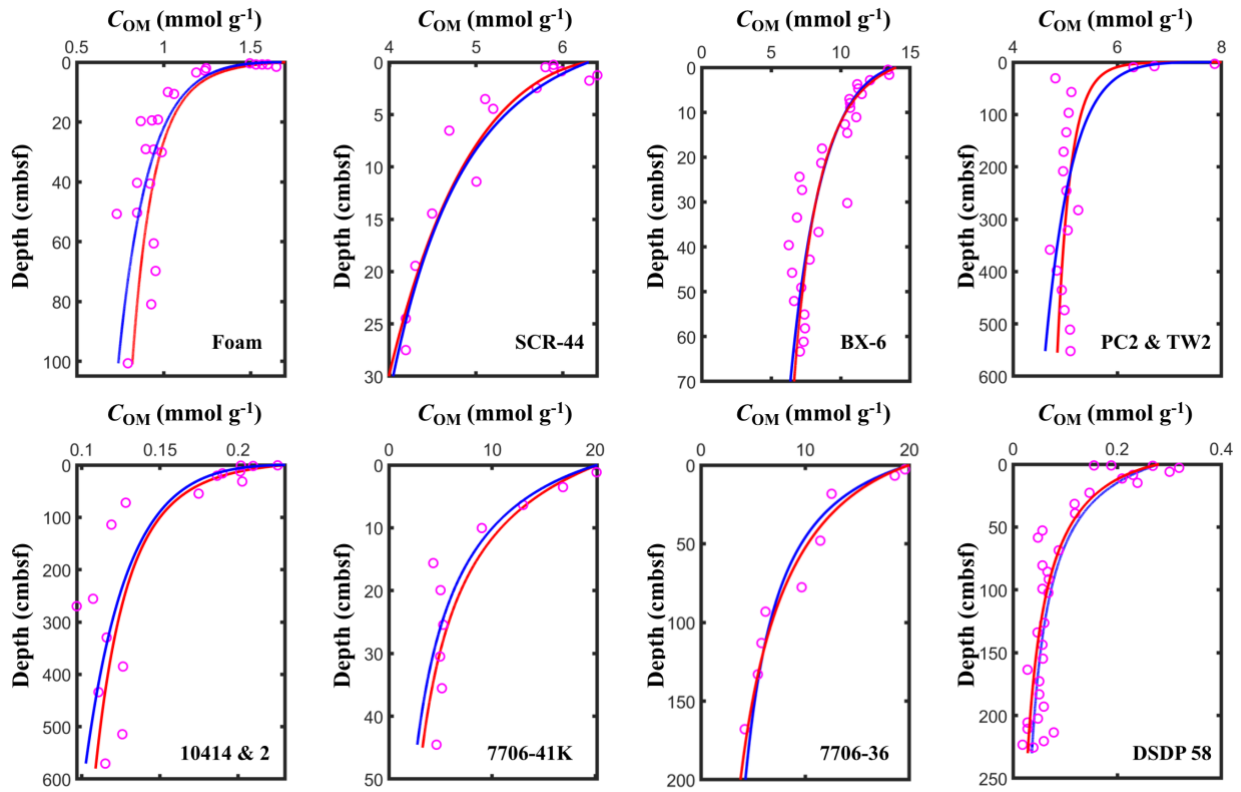 C_OM (mmol g⁻¹)
0.5 1 1.5
0
20
40
60
80
100
Depth (cmbsf)
Foam
C_OM (mmol g⁻¹)
4 5 6
0
5
10
15
20
25
30
Depth (cmbsf)
SCR-44
C_OM (mmol g⁻¹)
0 5 10 15
0
10
20
30
40
50
60
70
Depth (cmbsf)
BX-6
C_OM (mmol g⁻¹)
4 6 8
0
100
200
300
400
500
600
Depth (cmbsf)
PC2 & TW2
C_OM (mmol g⁻¹)
0.1 0.15 0.2
0
100
200
300
400
500
600
Depth (cmbsf)
10414 & 2
C_OM (mmol g⁻¹)
0 10 20
0
10
20
30
40
50
Depth (cmbsf)
7706-41K
C_OM (mmol g⁻¹)
0 10 20
0
50
100
150
200
Depth (cmbsf)
7706-36
C_OM (mmol g⁻¹)
0 0.2 0.4
0
50
100
150
200
250
Depth (cmbsf)
DSDP 58